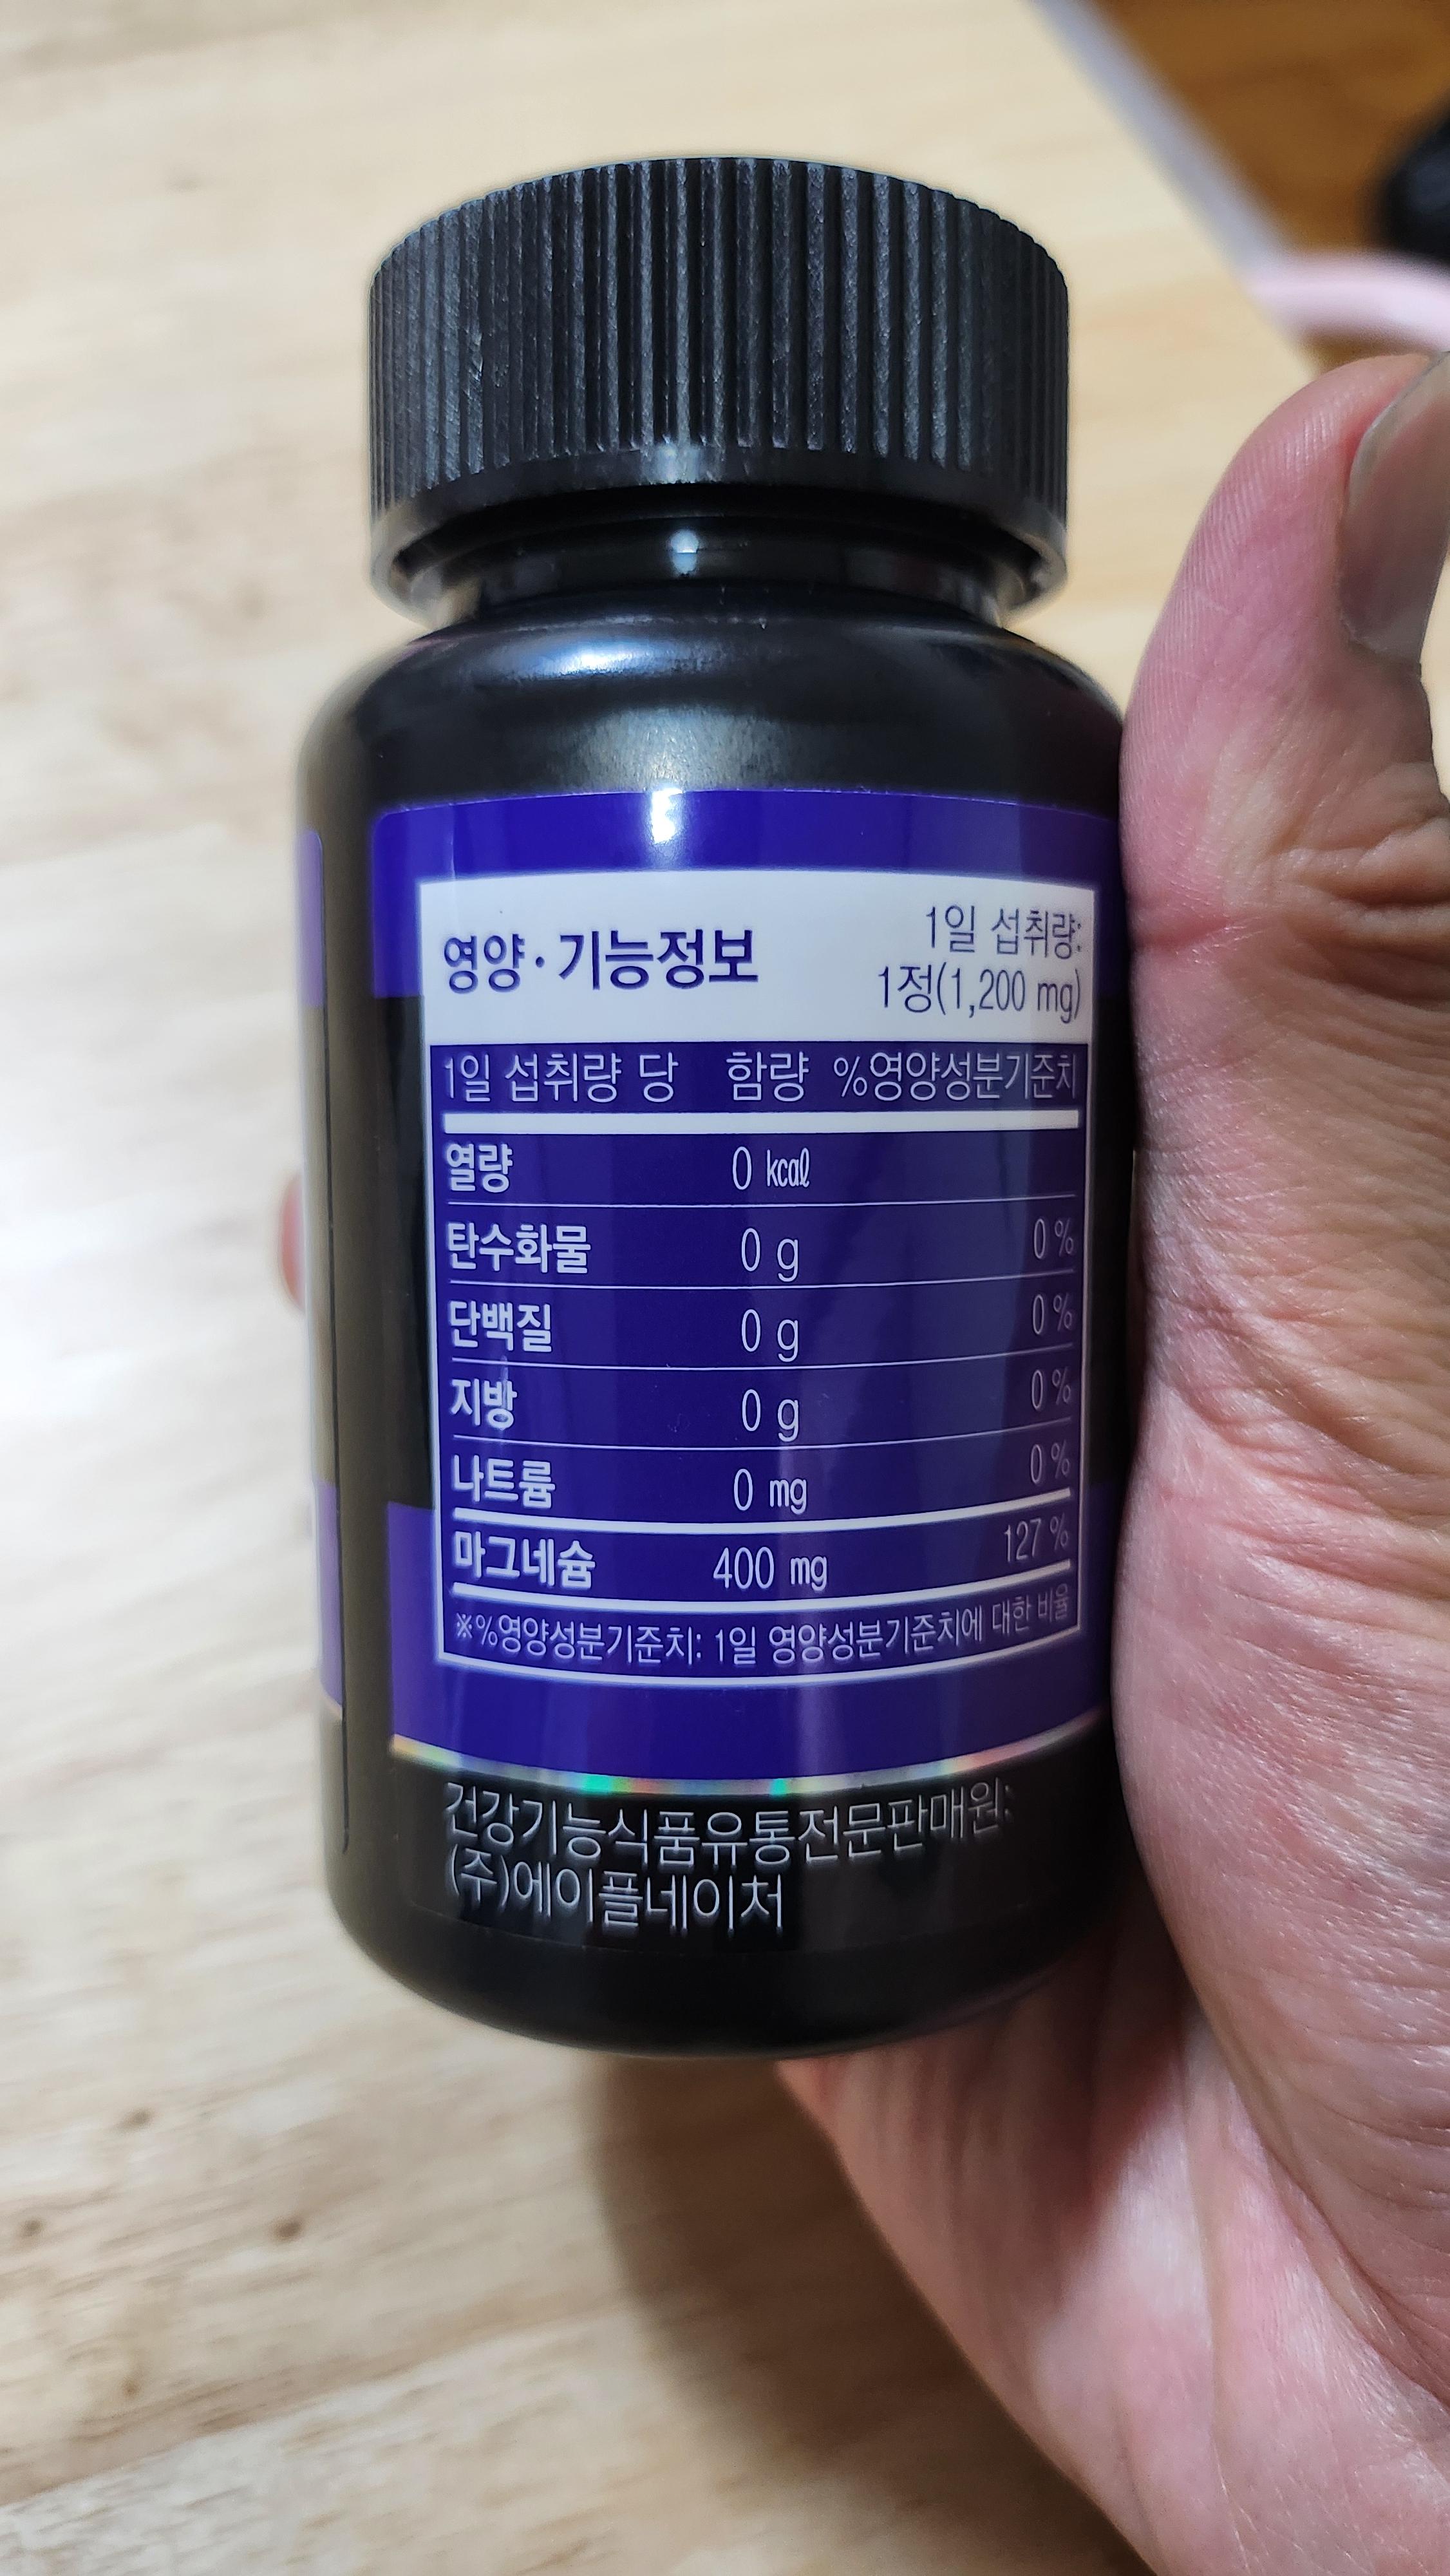 영양·기능정보
1일 섭취량:
1정(1,200 mg)
1일 섭취량 당 함량 %영양성분기준치
열량 0 kcal
탄수화물 0 g 0 %
단백질 0 g 0 %
지방 0 g 0 %
나트륨 0 mg 0 %
마그네슘 400 mg 127 %
※%영양성분기준치: 1일 영양성분기준치에 대한 비율
건강기능식품유통전문판매원:
(주)에이플네이처